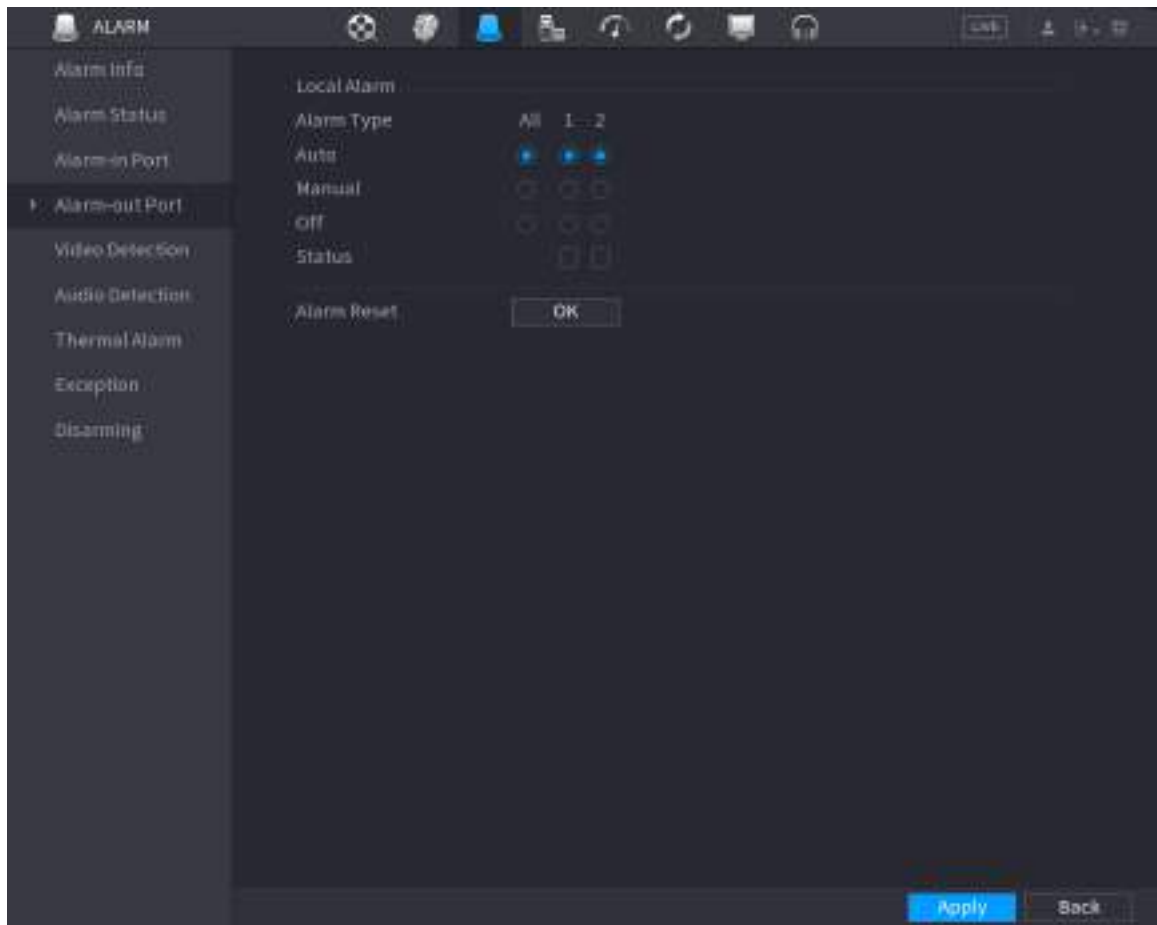 ALARM
LIVE
Alarm Info
Alarm Status
Alarm-in Port
Alarm-out Port
Video Detection
Audio Detection
Thermal Alarm
Exception
Disarming
Local Alarm
Alarm Type All 1 2
Auto
Manual
Off
Status
Alarm Reset OK
Apply Back